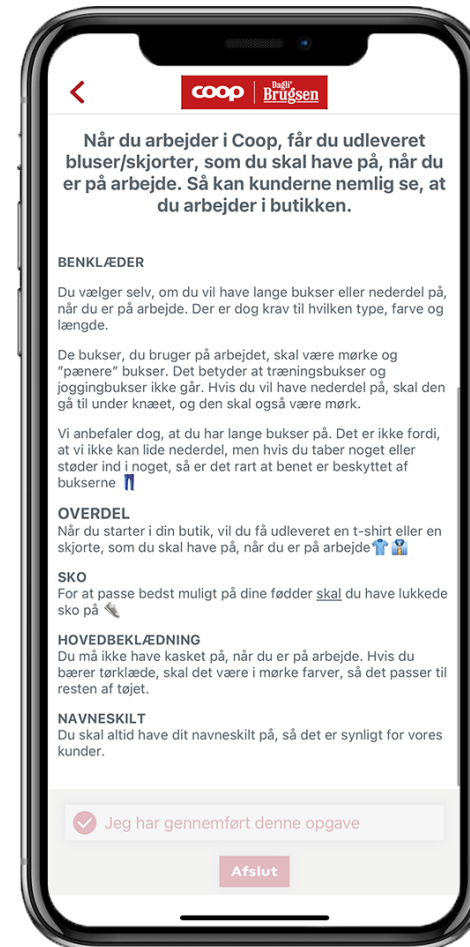 coop Dagli' Brugsen
Når du arbejder i Coop, får du udleveret
bluser/skjorter, som du skal have på, når du
er på arbejde. Så kan kunderne nemlig se, at
du arbejder i butikken.
BENKLÆDER
Du vælger selv, om du vil have lange bukser eller nederdel på,
når du er på arbejde. Der er dog krav til hvilken type, farve og
længde.
De bukser, du bruger på arbejdet, skal være mørke og
"pænere" bukser. Det betyder at træningsbukser og
joggingbukser ikke går. Hvis du vil have nederdel på, skal den
gå til under knæet, og den skal også være mørk.
Vi anbefaler dog, at du har lange bukser på. Det er ikke fordi,
at vi ikke kan lide nederdel, men hvis du taber noget eller
støder ind i noget, så er det rart at benet er beskyttet af
bukserne 👖
OVERDEL
Når du starter i din butik, vil du få udleveret en t-shirt eller en
skjorte, som du skal have på, når du er på arbejde👕 👔
SKO
For at passe bedst muligt på dine fødder skal du have lukkede
sko på 👟
HOVEDBEKLÆDNING
Du må ikke have kasket på, når du er på arbejde. Hvis du
bærer tørklæde, skal det være i mørke farver, så det passer til
resten af tøjet.
NAVNESKILT
Du skal altid have dit navneskilt på, så det er synligt for vores
kunder.
Jeg har gennemført denne opgave
Afslut